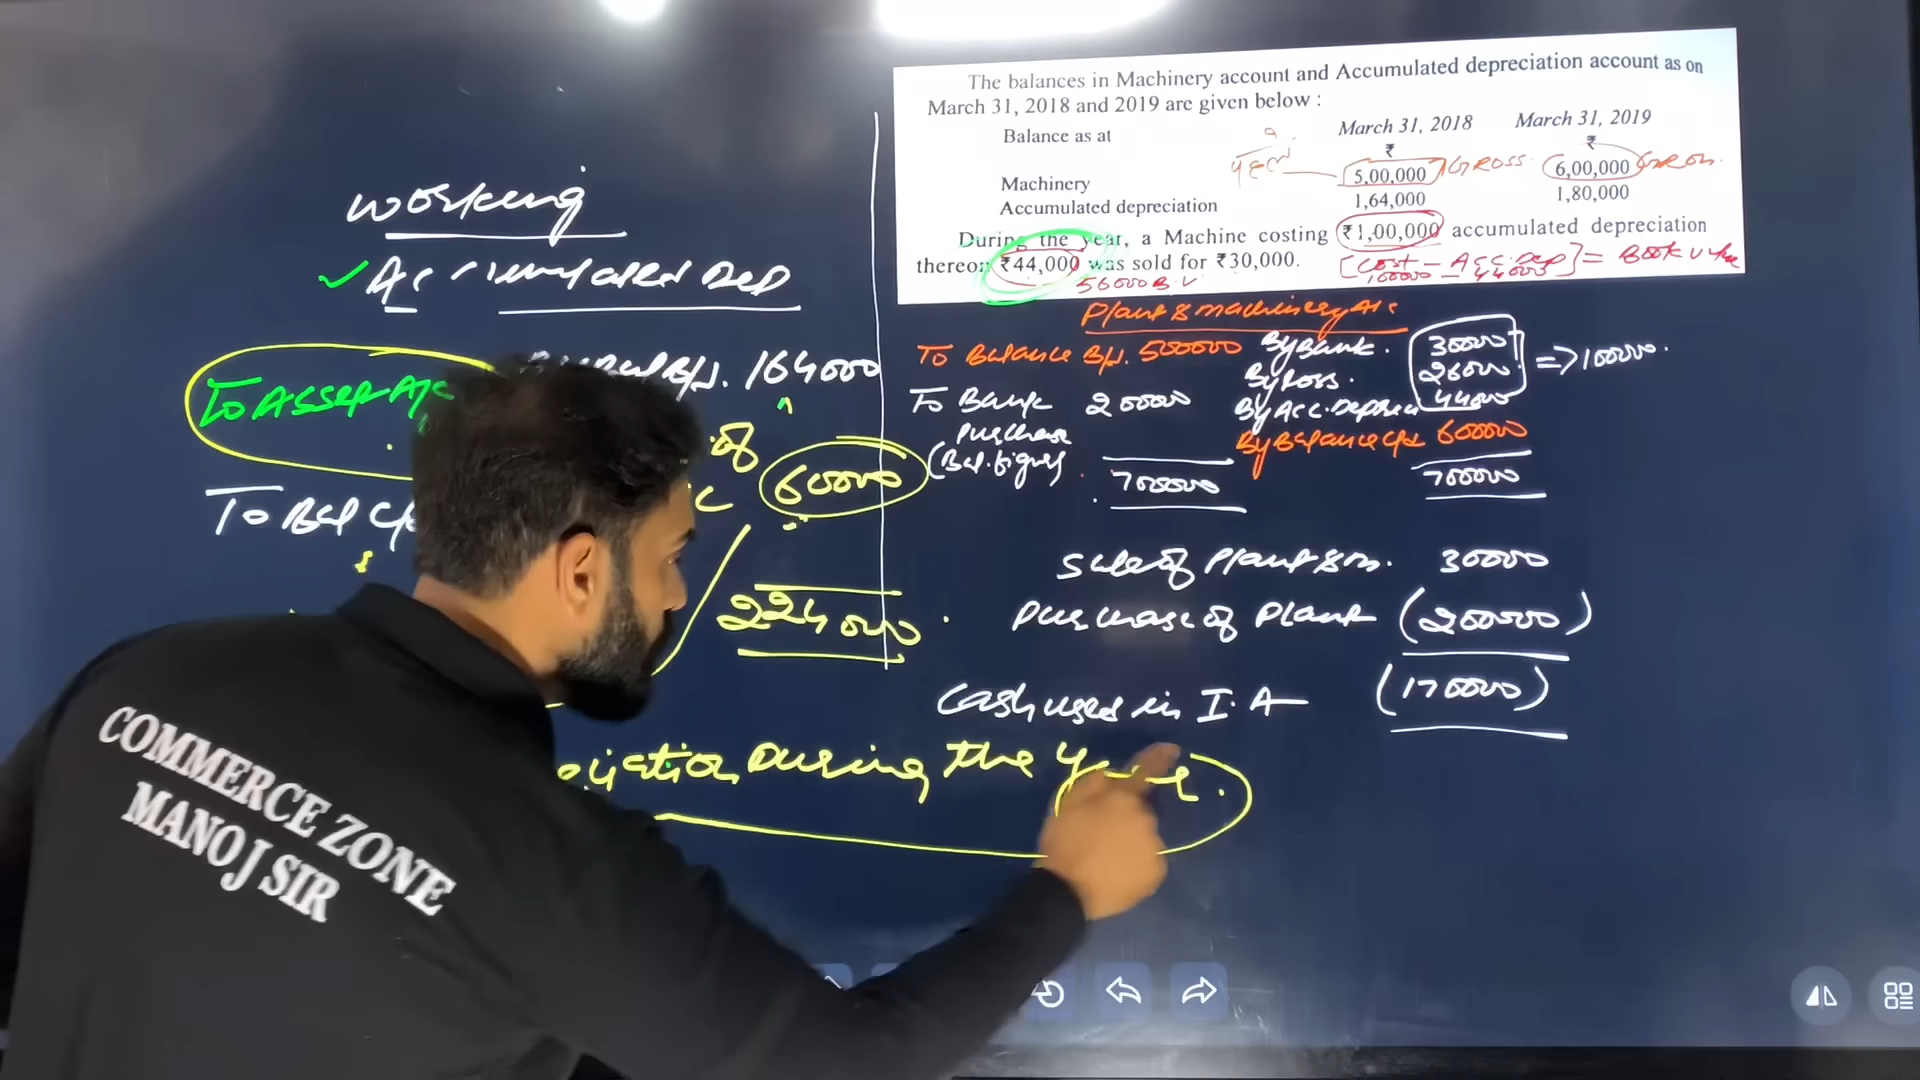 The balances in Machinery account and Accumulated depreciation account as on
March 31, 2018 and 2019 are given below :
Balance as at March 31, 2018 March 31, 2019
₹ ₹
Machinery 5,00,000 GROSS 6,00,000
Accumulated depreciation 1,64,000 1,80,000
During the year, a Machine costing ₹1,00,000 accumulated depreciation
thereon ₹44,000 was sold for ₹30,000. [Cost - Acc. Dep] = Book Value
100000 - 44000
56000 B.V
Working
Accumulated Dep
164000
To Asset A/c
of
60000
To Bal c/d
224000
Depreciation During the Year.
Plant & machinery A/c
To Balance B/d. 500000 By Bank. 30000
By Loss. 26000 => 100000.
To Bank 200000 By Acc. Deprec 44000
Purchase By Balance c/d 600000
(Bal. figure)
700000 700000
Sale of Plant & m. 30000
Purchase of Plant (200000)
Cash used in I.A (170000)
COMMERCE ZONE
MANOJ SIR